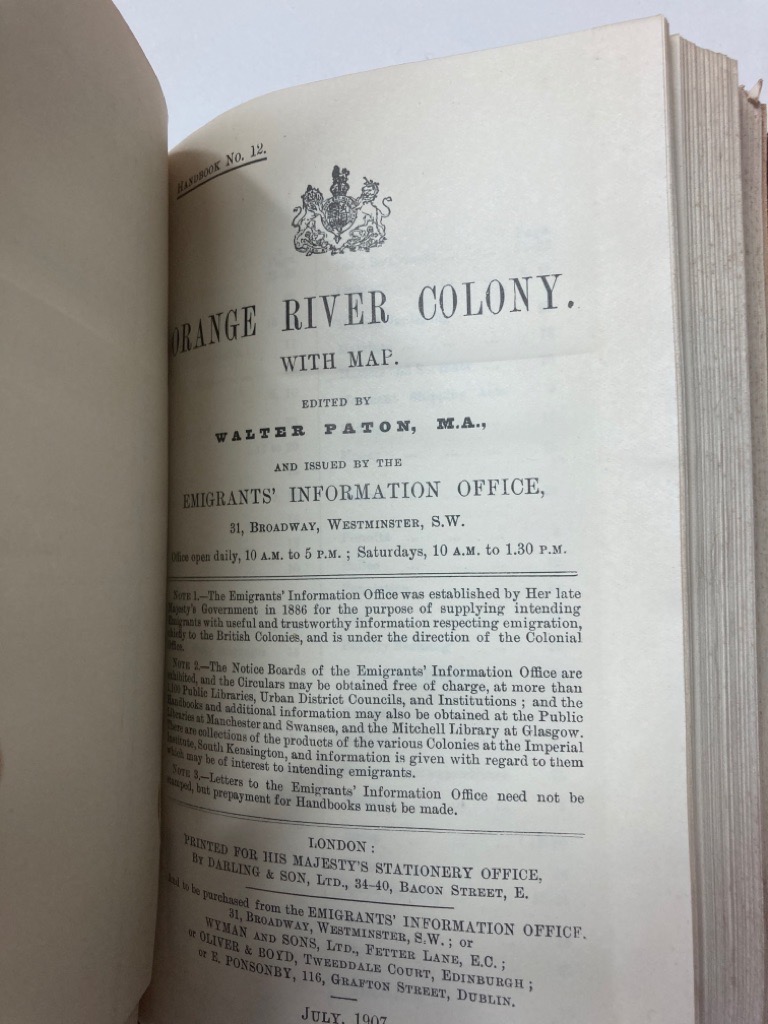 HANDBOOK No. 12.
ORANGE RIVER COLONY.
WITH MAP.
EDITED BY
WALTER PATON, M.A.,
AND ISSUED BY THE
EMIGRANTS' INFORMATION OFFICE,
31, BROADWAY, WESTMINSTER, S.W.
Office open daily, 10 A.M. to 5 P.M.; Saturdays, 10 A.M. to 1.30 P.M.
NOTE 1.—The Emigrants' Information Office was established by Her late
Majesty's Government in 1886 for the purpose of supplying intending
Emigrants with useful and trustworthy information respecting emigration,
chiefly to the British Colonies, and is under the direction of the Colonial
Office.
NOTE 2.—The Notice Boards of the Emigrants' Information Office are
exhibited, and the Circulars may be obtained free of charge, at more than
Public Libraries, Urban District Councils, and Institutions; and the
Handbooks and additional information may also be obtained at the Public
Libraries at Manchester and Swansea, and the Mitchell Library at Glasgow.
There are collections of the products of the various Colonies at the Imperial
Institute, South Kensington, and information is given with regard to them
which may be of interest to intending emigrants.
NOTE 3.—Letters to the Emigrants' Information Office need not be
stamped, but prepayment for Handbooks must be made.
LONDON:
PRINTED FOR HIS MAJESTY'S STATIONERY OFFICE,
BY DARLING & SON, LTD., 34-40, BACON STREET, E.
And to be purchased from the EMIGRANTS' INFORMATION OFFICE,
31, BROADWAY, WESTMINSTER, S.W.; or
WYMAN AND SONS, LTD., FETTER LANE, E.C.;
or OLIVER & BOYD, TWEEDDALE COURT, EDINBURGH;
or E. PONSONBY, 116, GRAFTON STREET, DUBLIN.
JULY, 1907